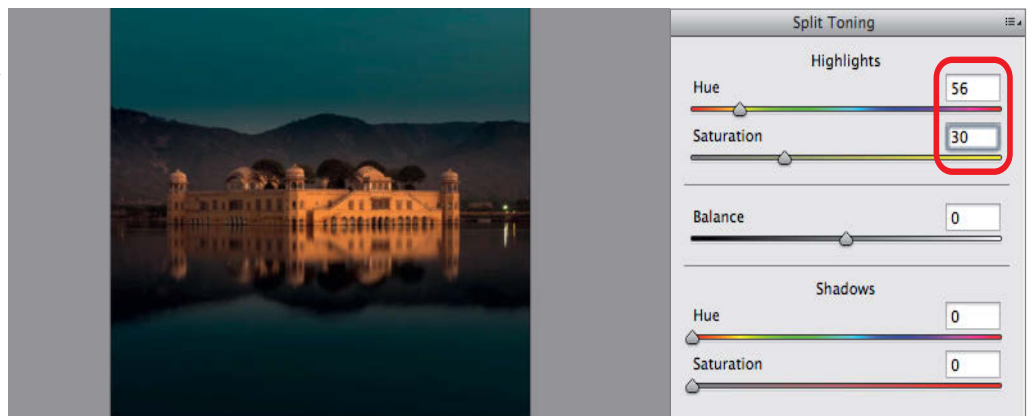 Split Toning
Highlights
Hue 56
Saturation 30
Balance 0
Shadows
Hue 0
Saturation 0